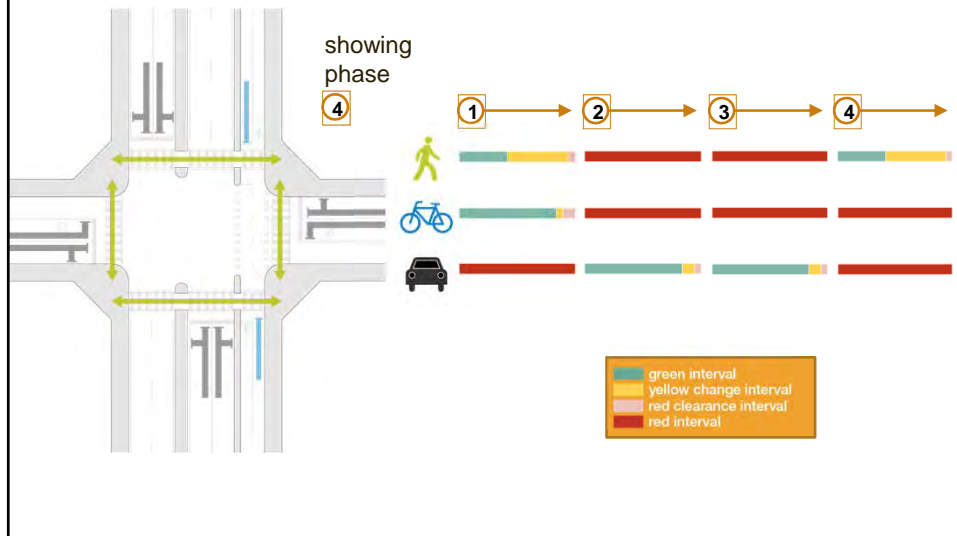 showing
phase
4
1 2 3 4
green interval
yellow change interval
red clearance interval
red interval